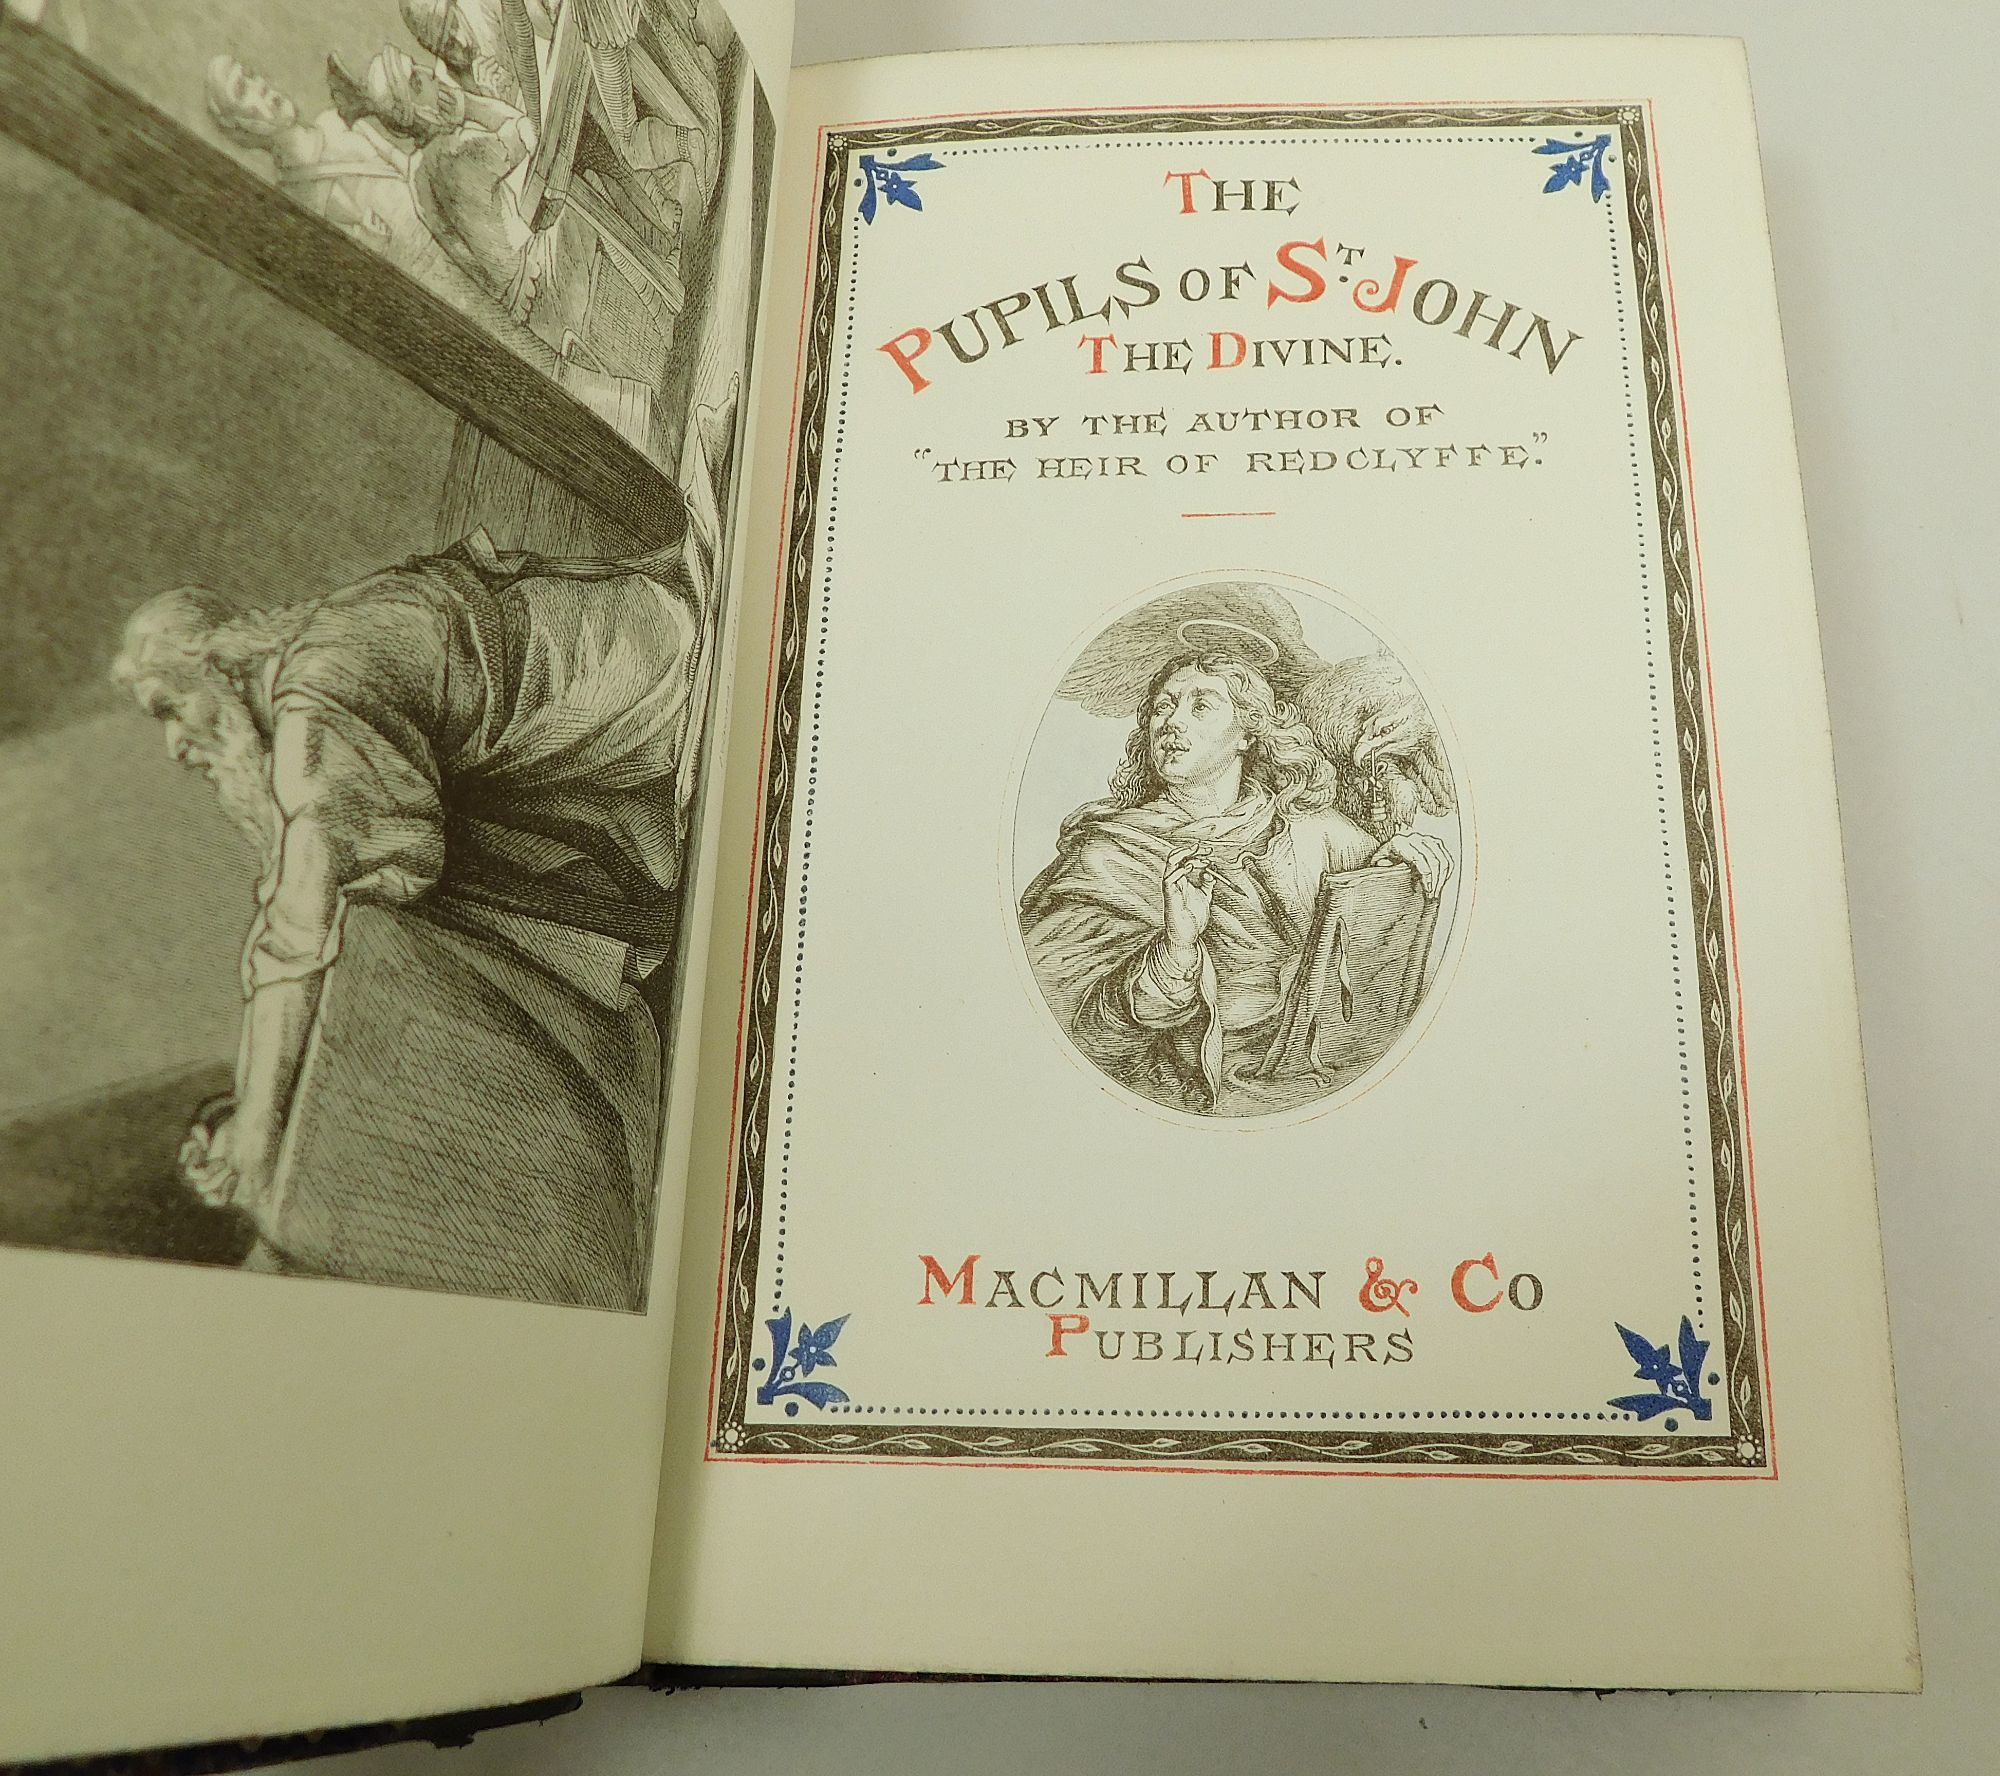 THE
PUPILS OF ST. JOHN
THE DIVINE.
BY THE AUTHOR OF
"THE HEIR OF REDCLYFFE."
MACMILLAN & CO
PUBLISHERS